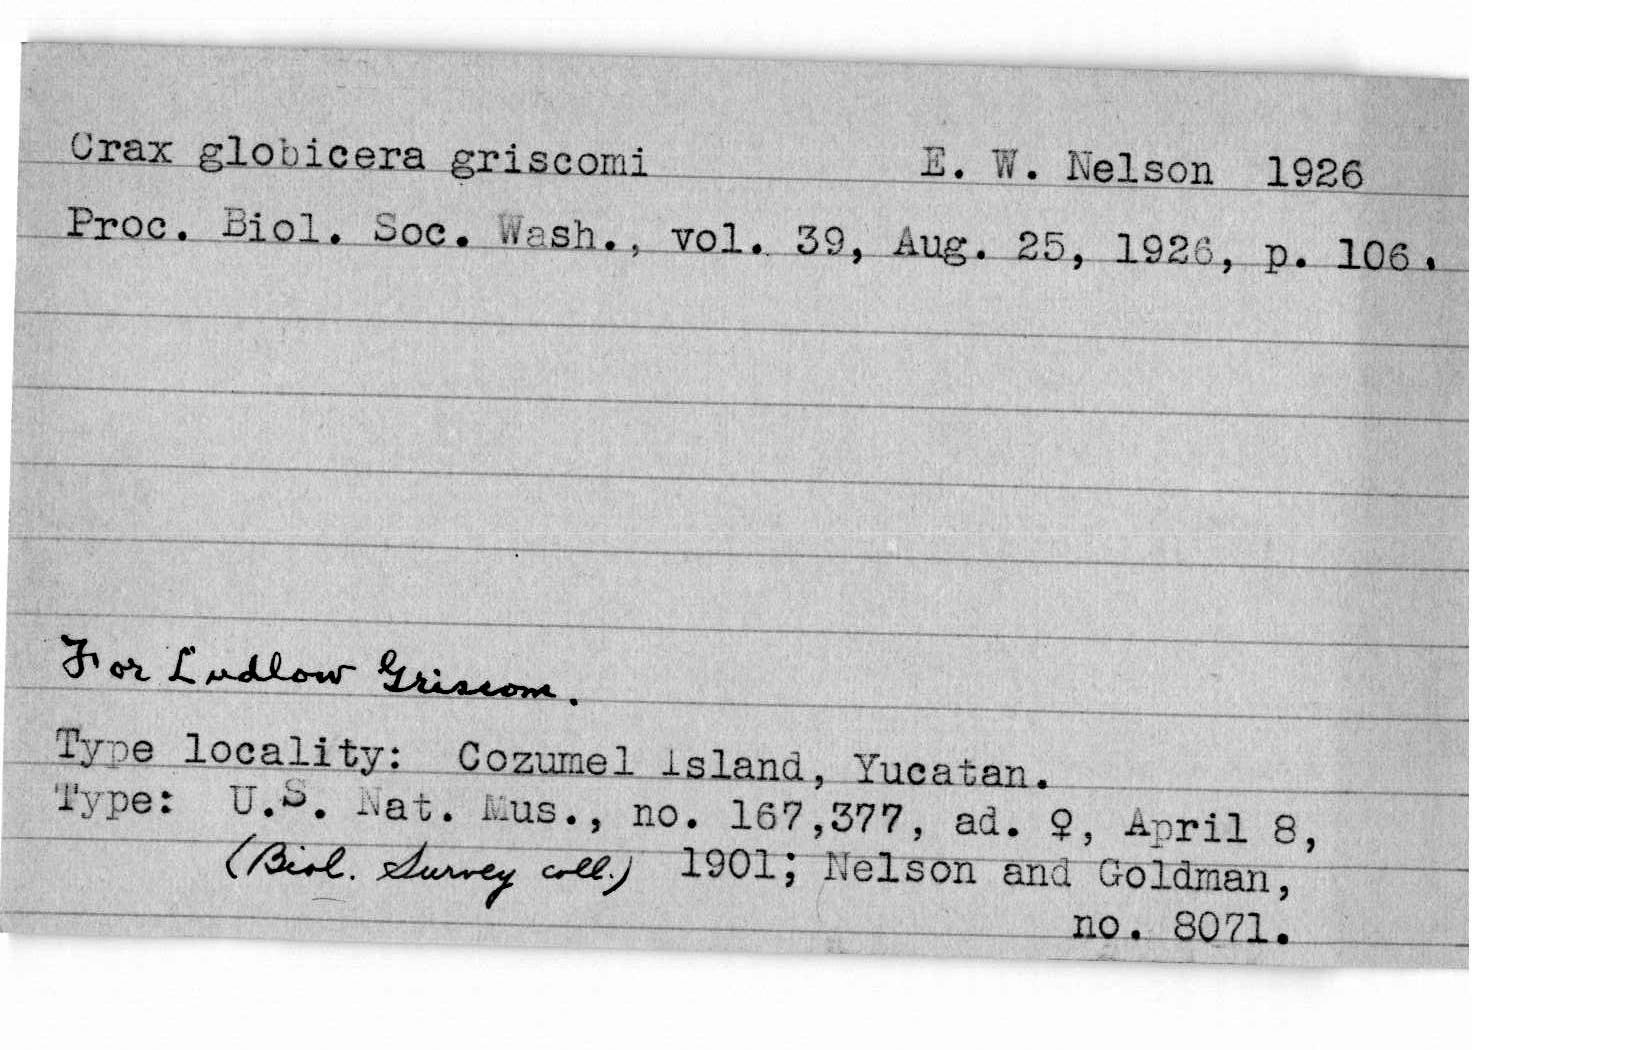 Crax globicera griscomi E. W. Nelson 1926
Proc. Biol. Soc. Wash., vol. 39, Aug. 25, 1926, p. 106.
For Ludlow Griscom.
Type locality: Cozumel Island, Yucatan.
Type: U.S. Nat. Mus., no. 167,377, ad. ♀, April 8,
(Biol. Survey coll.) 1901; Nelson and Goldman,
no. 8071.